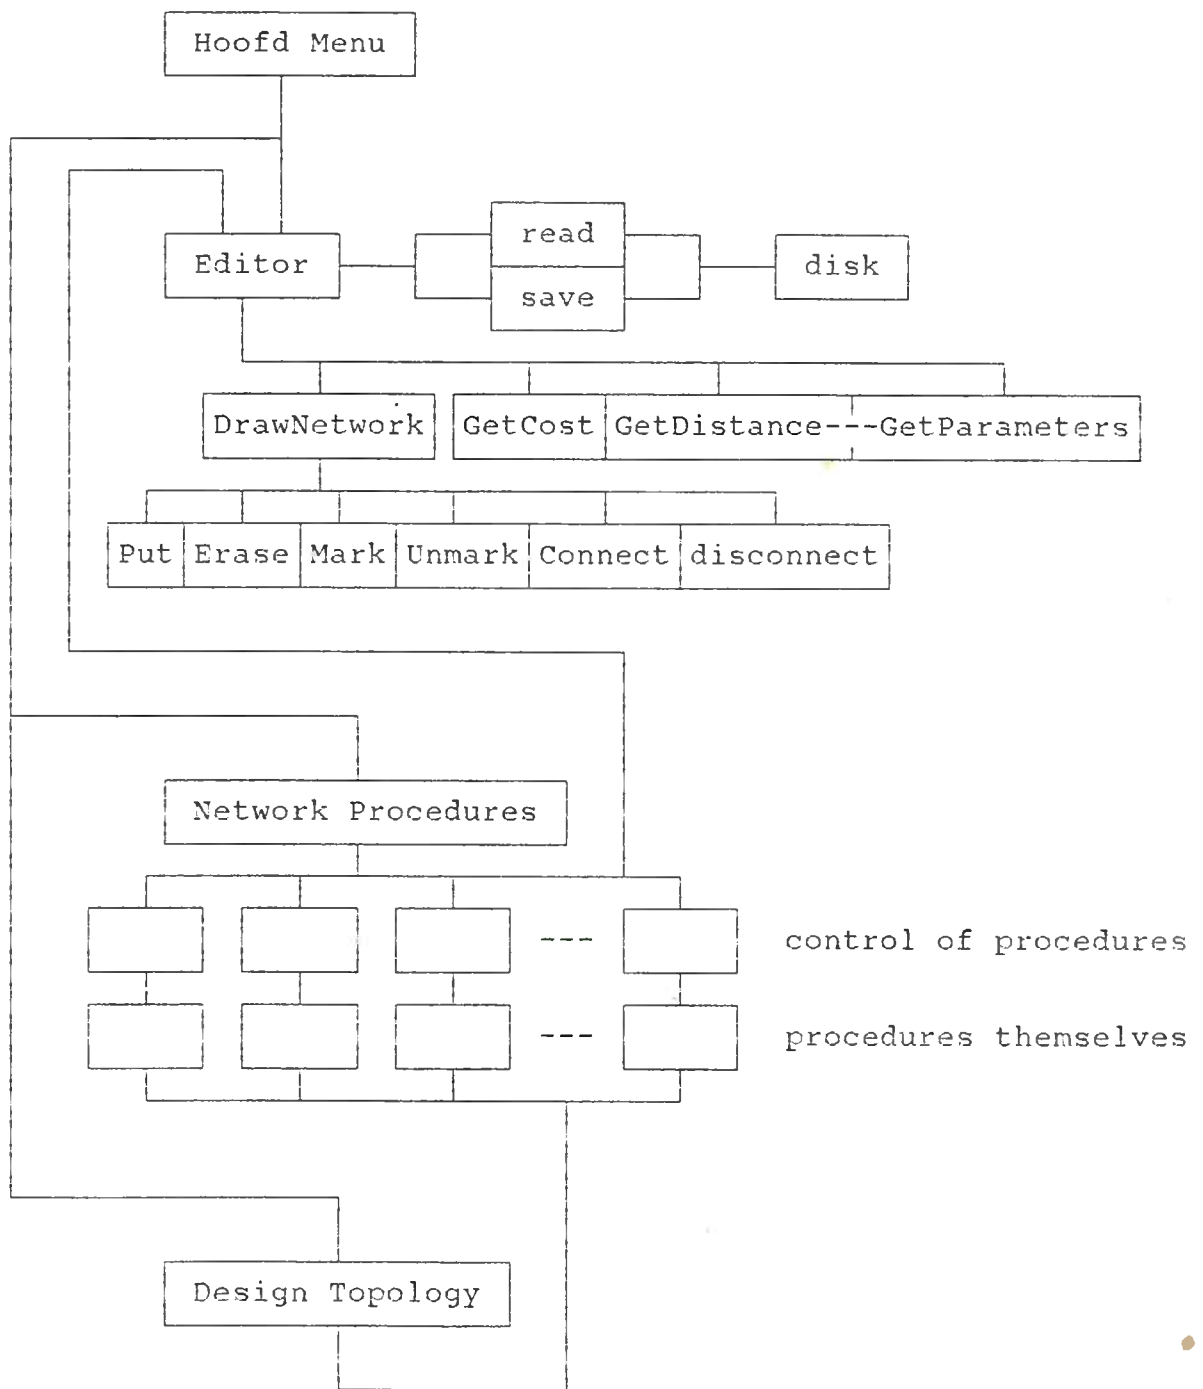 Hoofd Menu
read
Editor
disk
save
DrawNetwork
GetCost GetDistance---GetParameters
Put Erase Mark Unmark Connect disconnect
Network Procedures
--- control of procedures
--- procedures themselves
Design Topology